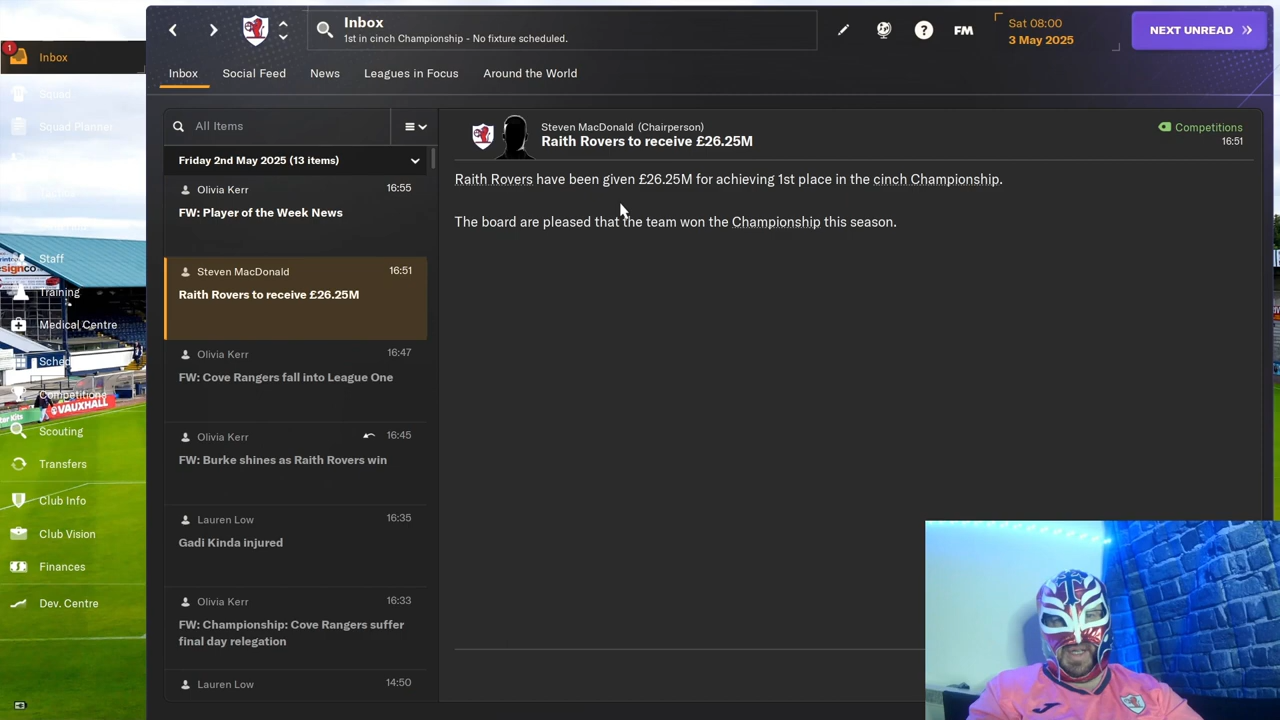 Inbox
1st in cinch Championship - No fixture scheduled.
FM
Sat 08:00
3 May 2025
NEXT UNREAD
1
Inbox
Squad
Squad Planner
Staff
Training
Medical Centre
Competitions
VAUXHALL
Scouting
Transfers
Club Info
Club Vision
Finances
Dev. Centre
Inbox
Social Feed
News
Leagues in Focus
Around the World
All Items
Friday 2nd May 2025 (13 items)
Olivia Kerr
16:55
FW: Player of the Week News
Steven MacDonald
16:51
Raith Rovers to receive £26.25M
Olivia Kerr
16:47
FW: Cove Rangers fall into League One
Olivia Kerr
16:45
FW: Burke shines as Raith Rovers win
Lauren Low
16:35
Gadi Kinda injured
Olivia Kerr
16:33
FW: Championship: Cove Rangers suffer
final day relegation
Lauren Low
14:50
Steven MacDonald (Chairperson)
Raith Rovers to receive £26.25M
Competitions
16:51
Raith Rovers have been given £26.25M for achieving 1st place in the cinch Championship.
The board are pleased that the team won the Championship this season.